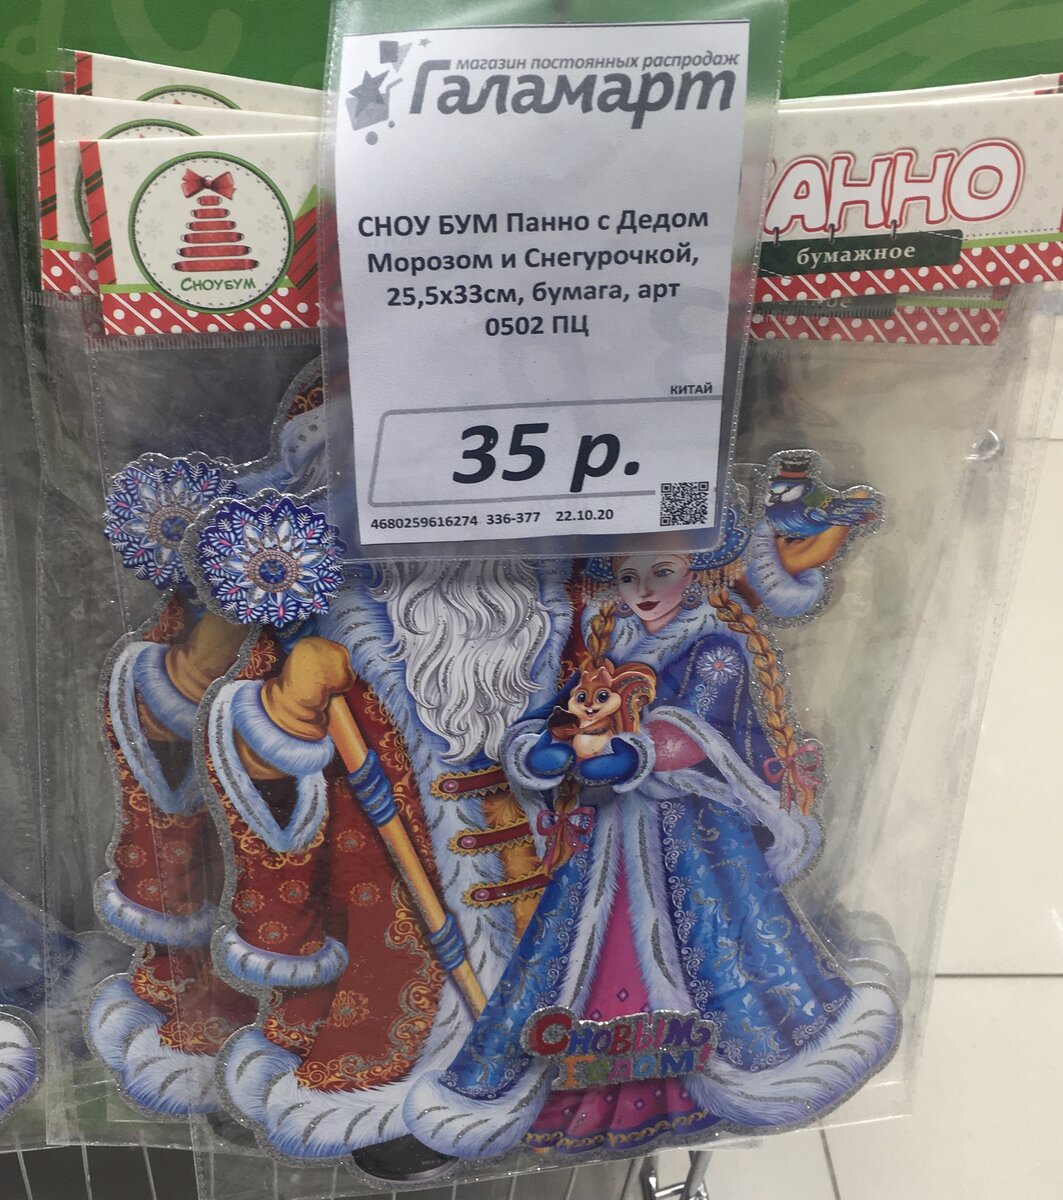 магазин постоянных распродаж
Галамарт
СНОУ БУМ Панно с Дедом
Морозом и Снегурочкой,
25,5х33см, бумага, арт
0502 ПЦ
КИТАЙ
35 р.
4680259616274 336-377 22.10.20
СНОУБУМ
АННО
бумажное
С НОВЫМ
ГОДОМ!